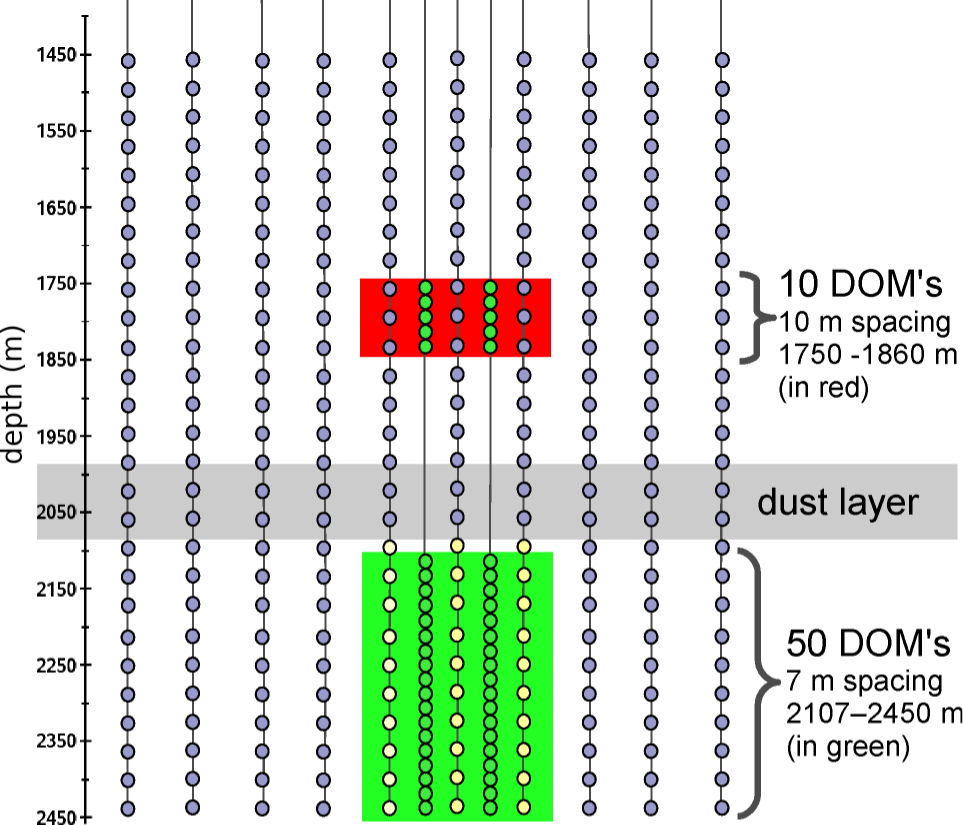 depth (m)
1450
1550
1650
1750
1850
1950
2050
2150
2250
2350
2450
10 DOM's
10 m spacing
1750 -1860 m
(in red)
dust layer
50 DOM's
7 m spacing
2107–2450 m
(in green)